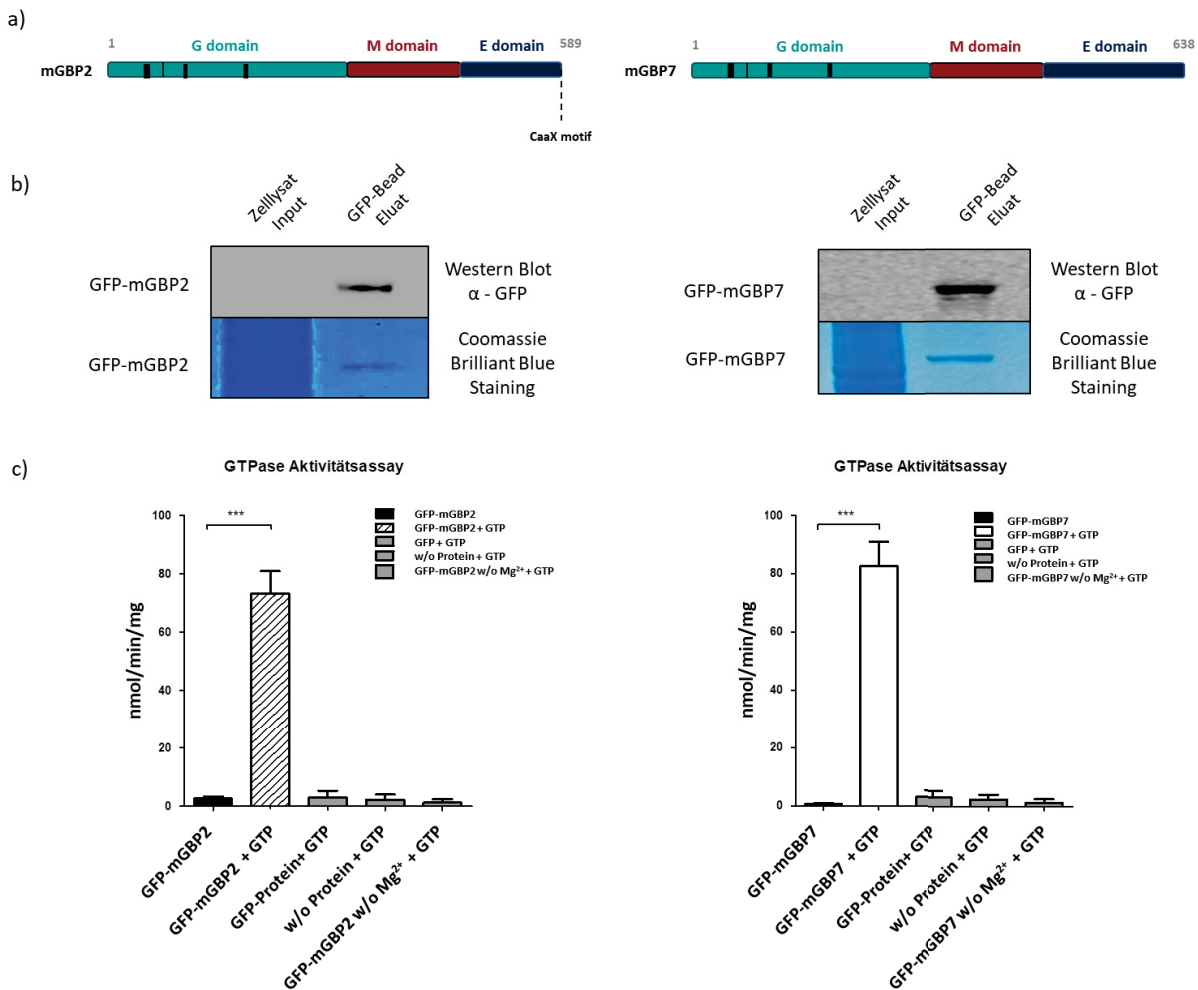 a)
1 G domain M domain E domain 589
mGBP2
CaaX motif
1 G domain M domain E domain 638
mGBP7
b)
Zelllysat
Input
GFP-Bead
Eluat
GFP-mGBP2
Western Blot
α - GFP
GFP-mGBP2
Coomassie
Brilliant Blue
Staining
Zelllysat
Input
GFP-Bead
Eluat
GFP-mGBP7
Western Blot
α - GFP
GFP-mGBP7
Coomassie
Brilliant Blue
Staining
c)
GTPase Aktivitätsassay
nmol/min/mg
100
80
60
40
20
0
***
GFP-mGBP2
GFP-mGBP2 + GTP
GFP + GTP
w/o Protein + GTP
GFP-mGBP2 w/o Mg²⁺ + GTP
GFP-mGBP2
GFP-mGBP2 + GTP
GFP-Protein+ GTP
w/o Protein + GTP
GFP-mGBP2 w/o Mg²⁺ + GTP
GTPase Aktivitätsassay
nmol/min/mg
100
80
60
40
20
0
***
GFP-mGBP7
GFP-mGBP7 + GTP
GFP + GTP
w/o Protein + GTP
GFP-mGBP7 w/o Mg²⁺ + GTP
GFP-mGBP7
GFP-mGBP7 + GTP
GFP-Protein+ GTP
w/o Protein + GTP
GFP-mGBP7 w/o Mg²⁺ + GTP